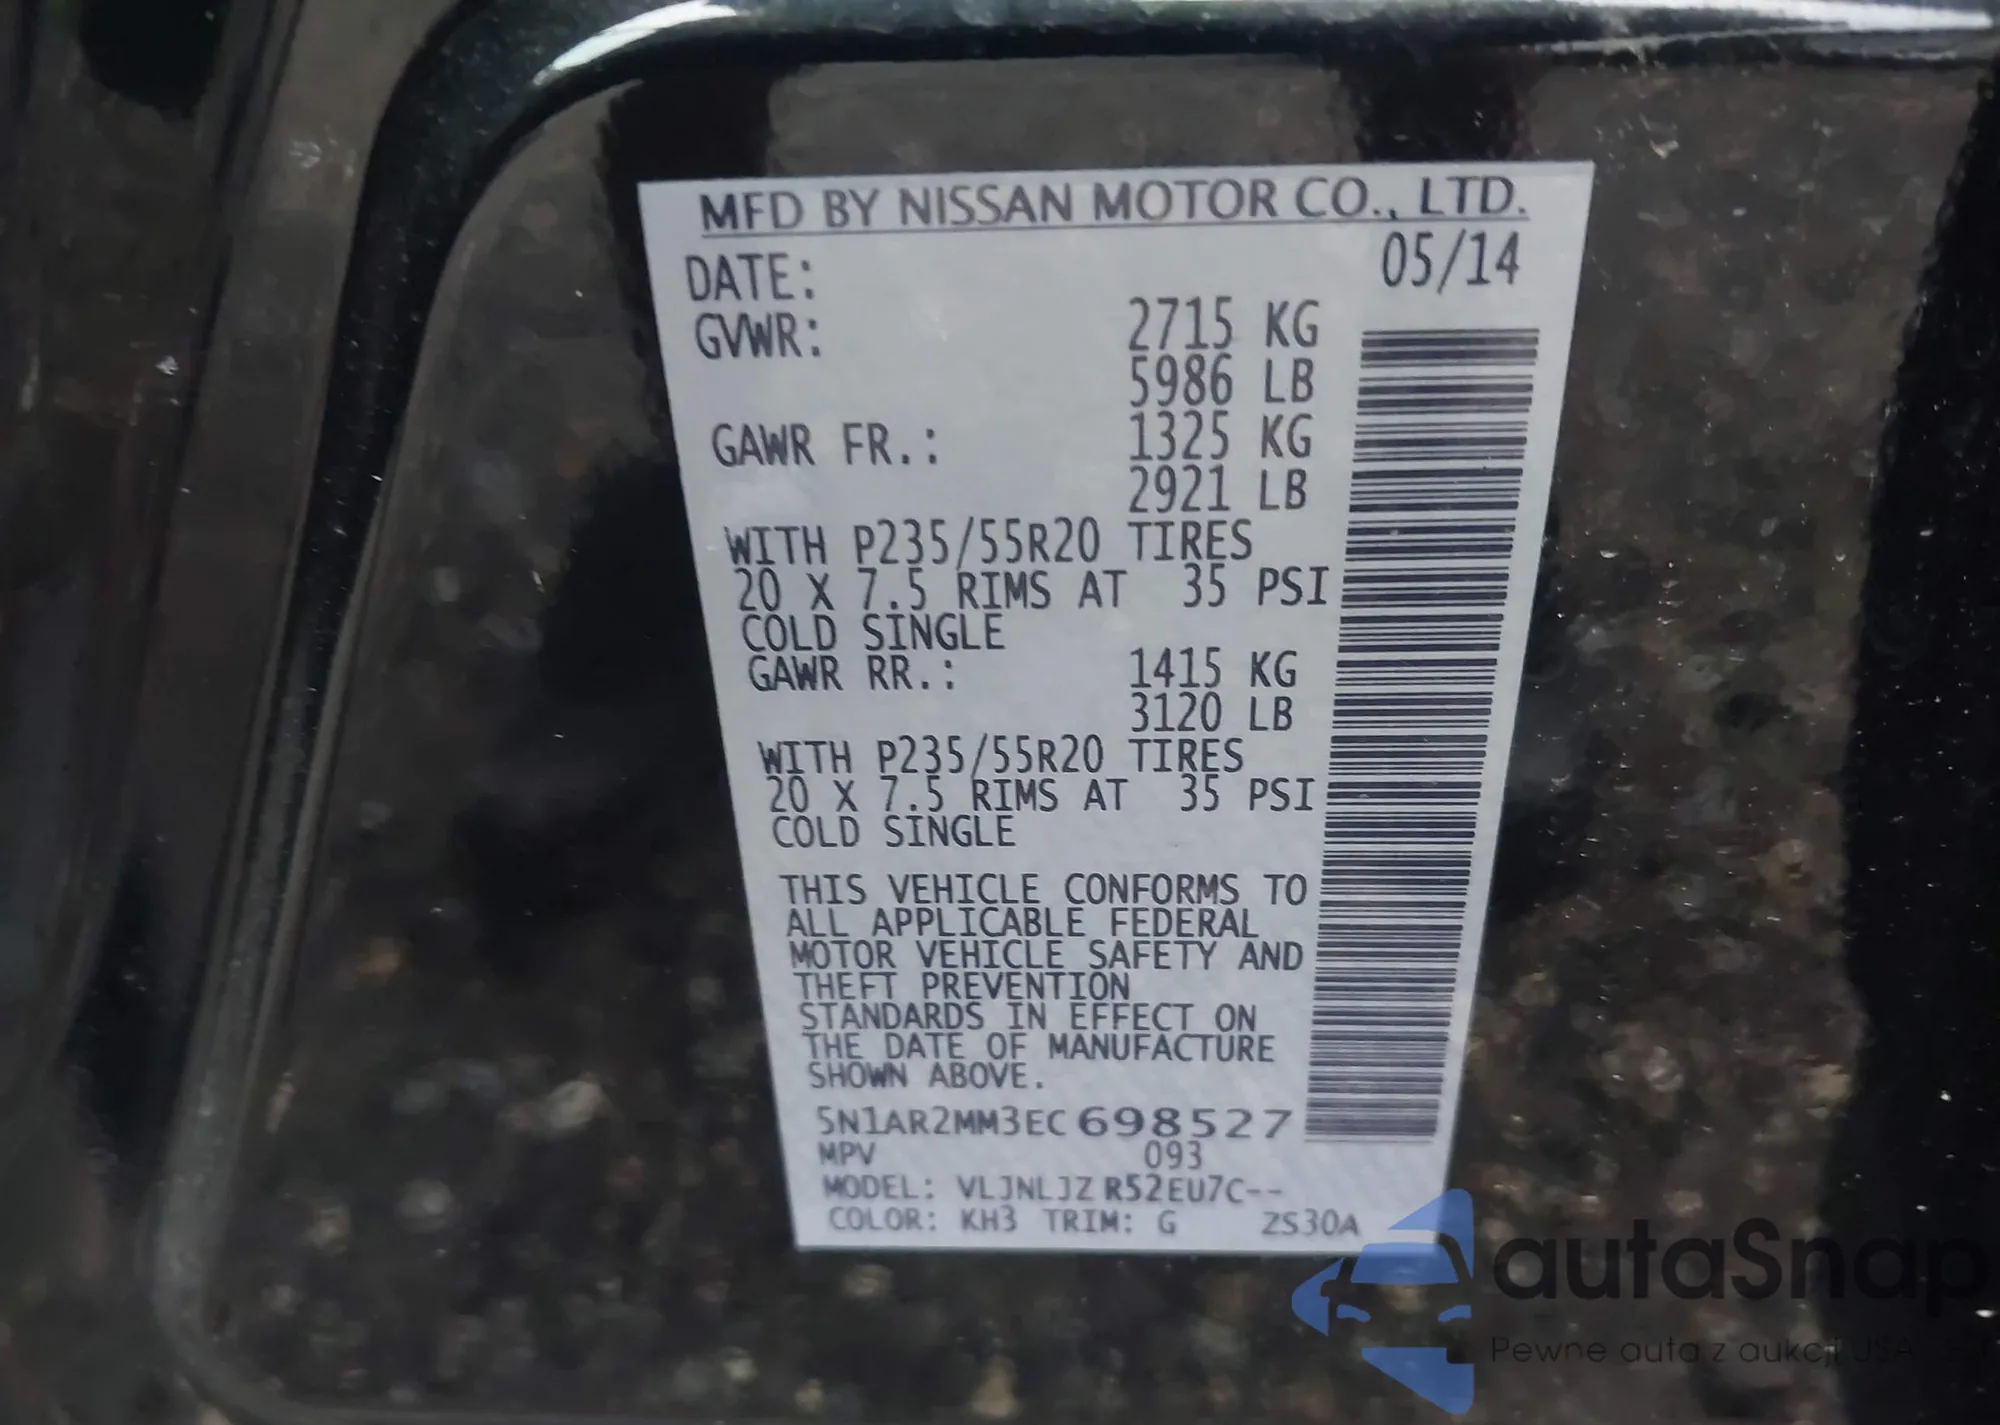 MFD BY NISSAN MOTOR CO., LTD.
DATE: 05/14
GVWR: 2715 KG
5986 LB
GAWR FR.: 1325 KG
2921 LB
WITH P235/55R20 TIRES
20 X 7.5 RIMS AT 35 PSI
COLD SINGLE
GAWR RR.: 1415 KG
3120 LB
WITH P235/55R20 TIRES
20 X 7.5 RIMS AT 35 PSI
COLD SINGLE
THIS VEHICLE CONFORMS TO
ALL APPLICABLE FEDERAL
MOTOR VEHICLE SAFETY AND
THEFT PREVENTION
STANDARDS IN EFFECT ON
THE DATE OF MANUFACTURE
SHOWN ABOVE.
5N1AR2MM3EC698527
MPV 093
MODEL: VLJNLJZ R52EU7C--
COLOR: KH3 TRIM: G ZS30A
autaSnap
Pewne auta z aukcji USA